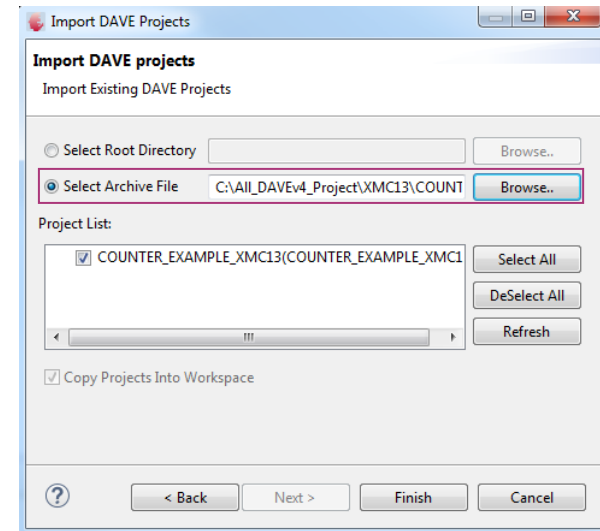 Import DAVE Projects
Import DAVE projects
Import Existing DAVE Projects
Select Root Directory Browse..
Select Archive File C:\All_DAVEv4_Project\XMC13\COUNT Browse..
Project List:
COUNTER_EXAMPLE_XMC13(COUNTER_EXAMPLE_XMC1 Select All
DeSelect All
Refresh
Copy Projects Into Workspace
? < Back Next > Finish Cancel